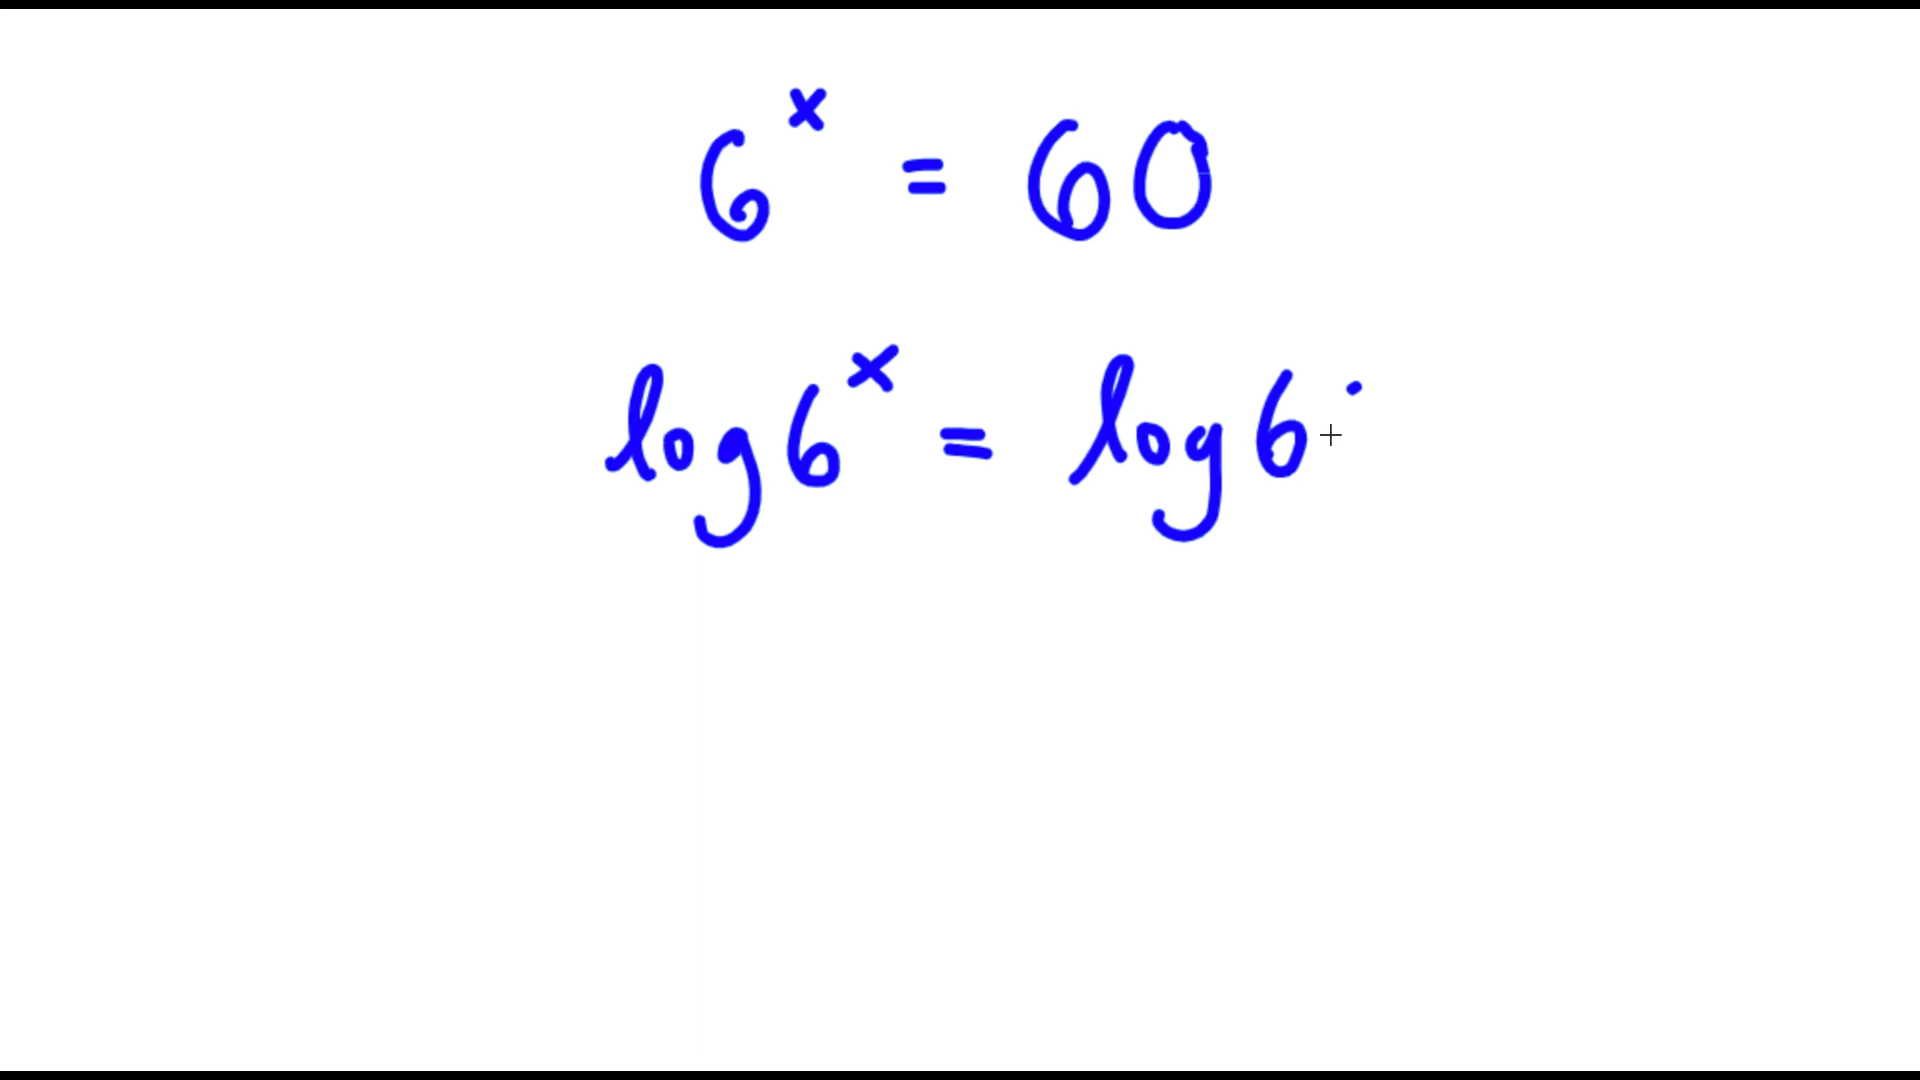 6^x = 60
log 6^x = log 6